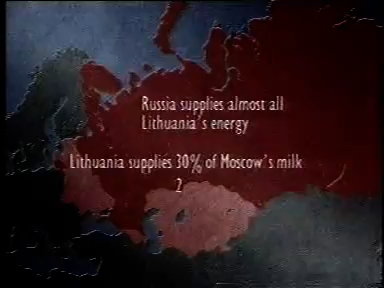 Russia supplies almost all
Lithuania's energy
Lithuania supplies 30% of Moscow's milk
2